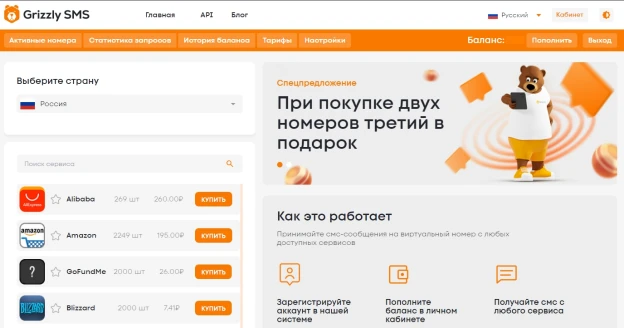 Grizzly SMS
Главная API Блог
Русский Кабинет
Активные номера Статистика запросов История баланса Тарифы Настройки
Баланс: Пополнить Выход
Выберите страну
Россия
Поиск сервиса
Alibaba 269 шт 260.00₽ КУПИТЬ
amazon
Amazon 2249 шт 195.00₽ КУПИТЬ
?
GoFundMe 2000 шт 26.00₽ КУПИТЬ
BLIZZARD
Blizzard 2000 шт 7.41₽ КУПИТЬ
Спецпредложение
При покупке двух
номеров третий в
подарок
Как это работает
Принимайте смс-сообщения на виртуальный номер с любых
доступных сервисов
Зарегистрируйте
аккаунт в нашей
системе
Пополните
баланс в личном
кабинете
Получайте смс с
любого сервиса